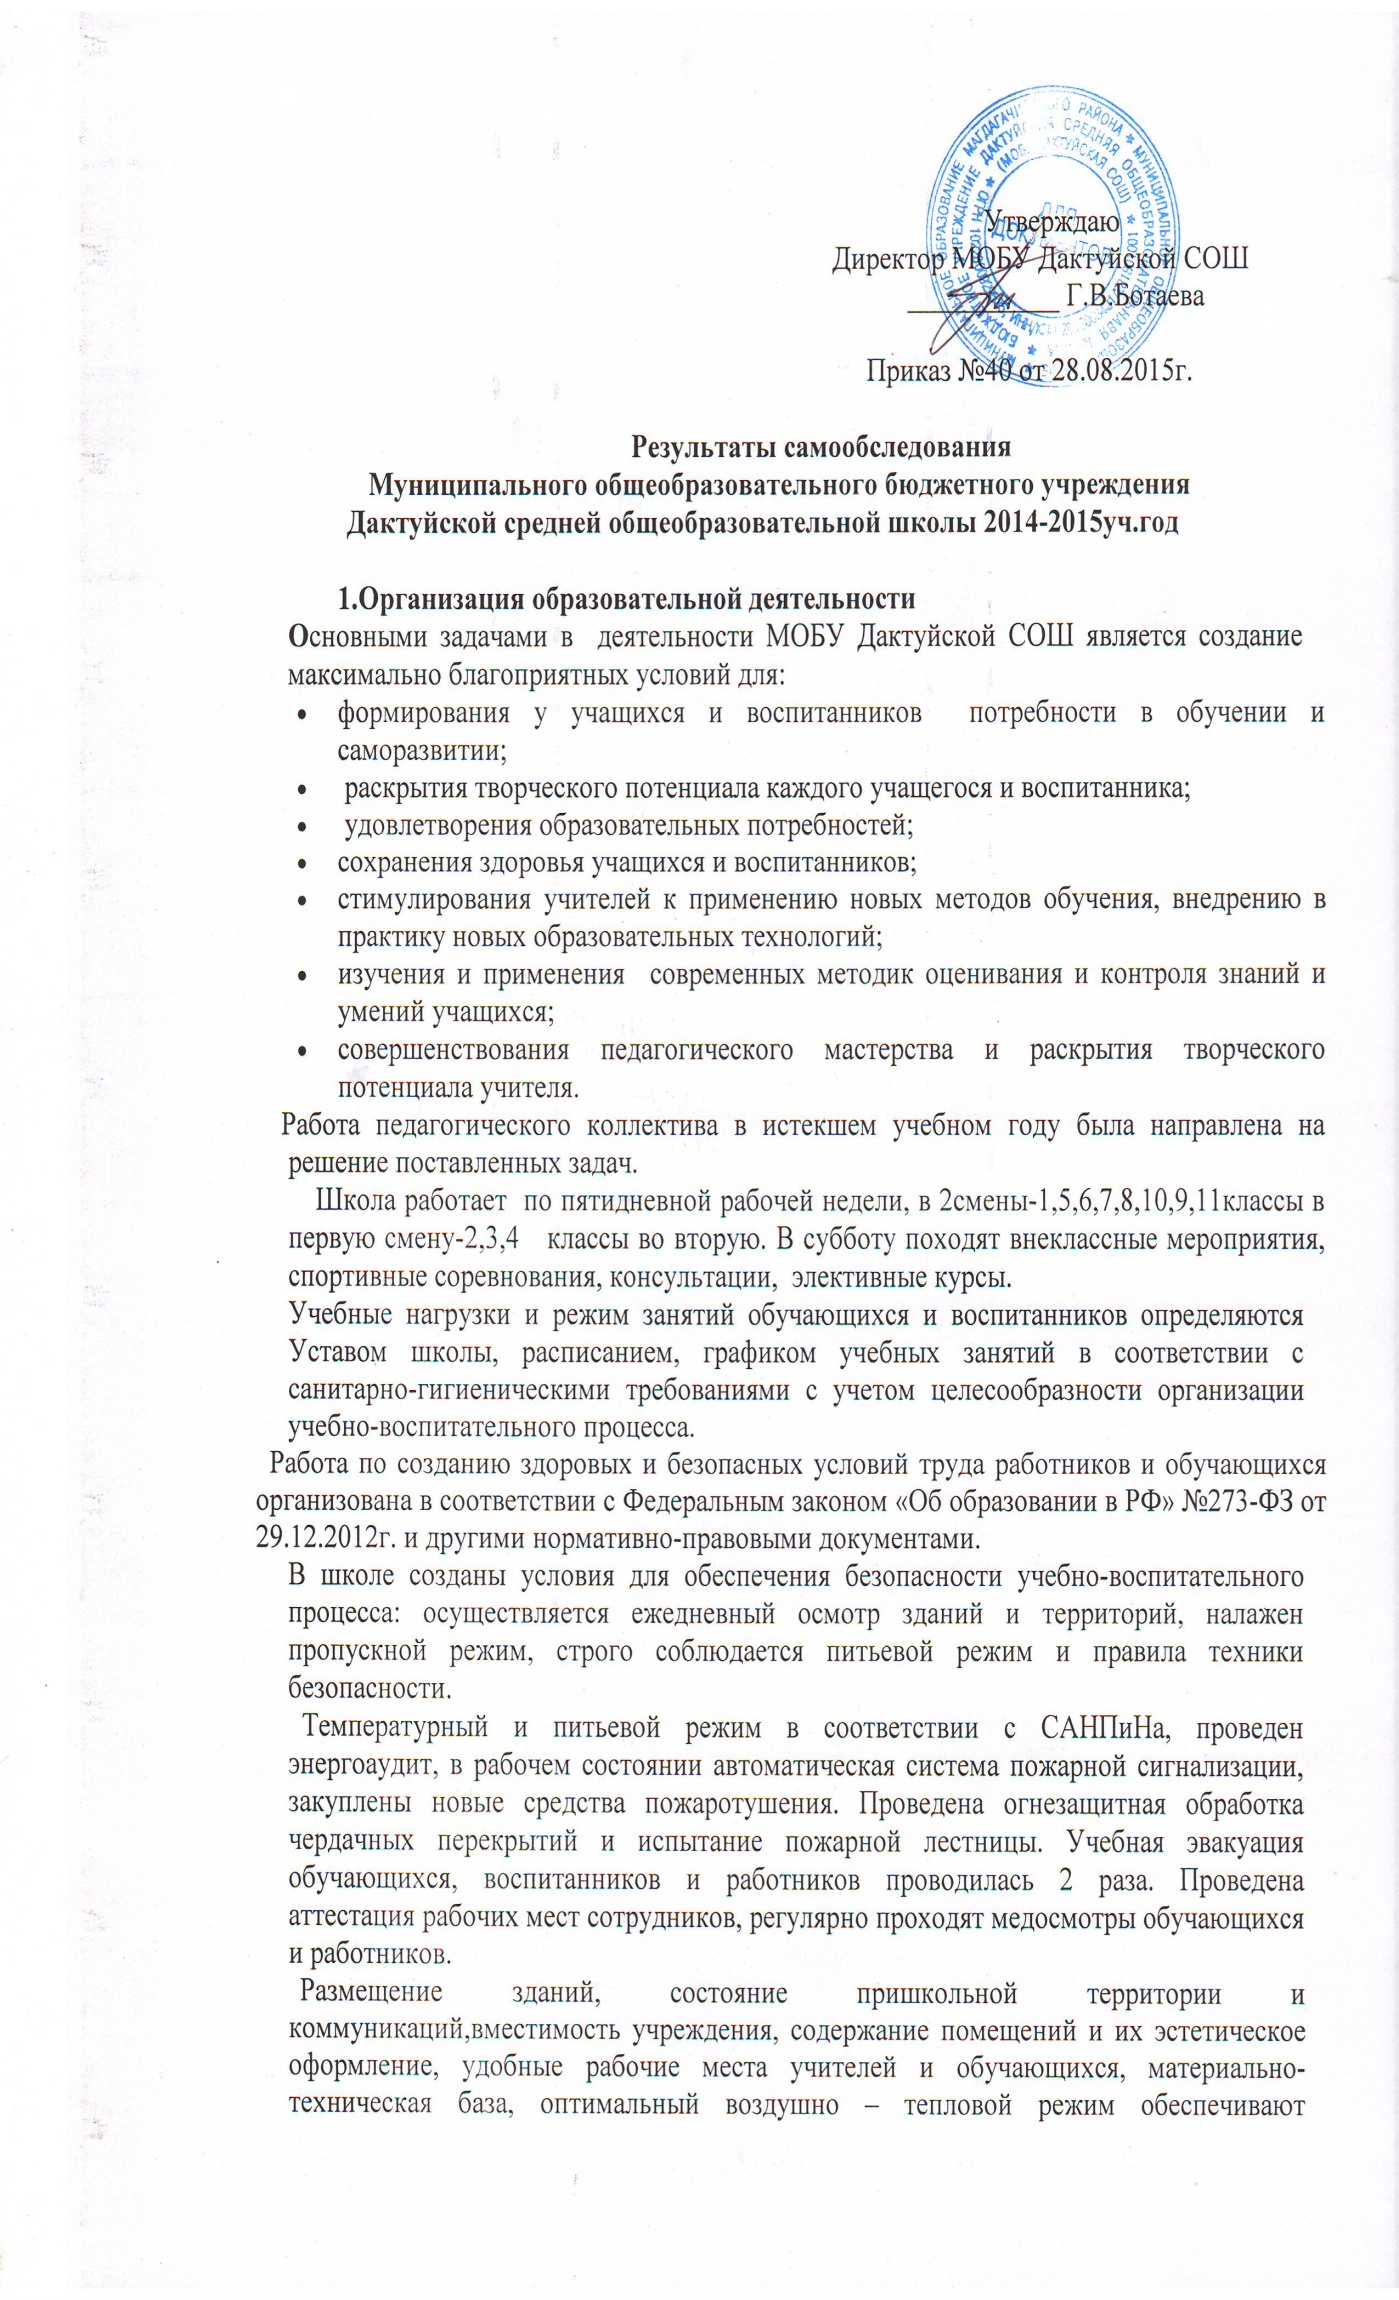 Утверждаю
Директор МОБУ Дактуйской СОШ
____________ Г.В.Ботаева
Приказ №40 от 28.08.2015г.
Результаты самообследования
Муниципального общеобразовательного бюджетного учреждения
Дактуйской средней общеобразовательной школы 2014-2015уч.год
1.Организация образовательной деятельности
Основными задачами в деятельности МОБУ Дактуйской СОШ является создание
максимально благоприятных условий для:
• формирования у учащихся и воспитанников потребности в обучении и
саморазвитии;
• раскрытия творческого потенциала каждого учащегося и воспитанника;
• удовлетворения образовательных потребностей;
• сохранения здоровья учащихся и воспитанников;
• стимулирования учителей к применению новых методов обучения, внедрению в
практику новых образовательных технологий;
• изучения и применения современных методик оценивания и контроля знаний и
умений учащихся;
• совершенствования педагогического мастерства и раскрытия творческого
потенциала учителя.
Работа педагогического коллектива в истекшем учебном году была направлена на
решение поставленных задач.
Школа работает по пятидневной рабочей недели, в 2смены-1,5,6,7,8,10,9,11классы в
первую смену-2,3,4 классы во вторую. В субботу походят внеклассные мероприятия,
спортивные соревнования, консультации, элективные курсы.
Учебные нагрузки и режим занятий обучающихся и воспитанников определяются
Уставом школы, расписанием, графиком учебных занятий в соответствии с
санитарно-гигиеническими требованиями с учетом целесообразности организации
учебно-воспитательного процесса.
Работа по созданию здоровых и безопасных условий труда работников и обучающихся
организована в соответствии с Федеральным законом «Об образовании в РФ» №273-ФЗ от
29.12.2012г. и другими нормативно-правовыми документами.
В школе созданы условия для обеспечения безопасности учебно-воспитательного
процесса: осуществляется ежедневный осмотр зданий и территорий, налажен
пропускной режим, строго соблюдается питьевой режим и правила техники
безопасности.
Температурный и питьевой режим в соответствии с САНПиНа, проведен
энергоаудит, в рабочем состоянии автоматическая система пожарной сигнализации,
закуплены новые средства пожаротушения. Проведена огнезащитная обработка
чердачных перекрытий и испытание пожарной лестницы. Учебная эвакуация
обучающихся, воспитанников и работников проводилась 2 раза. Проведена
аттестация рабочих мест сотрудников, регулярно проходят медосмотры обучающихся
и работников.
Размещение зданий, состояние пришкольной территории и
коммуникаций,вместимость учреждения, содержание помещений и их эстетическое
оформление, удобные рабочие места учителей и обучающихся, материально-
техническая база, оптимальный воздушно – тепловой режим обеспечивают